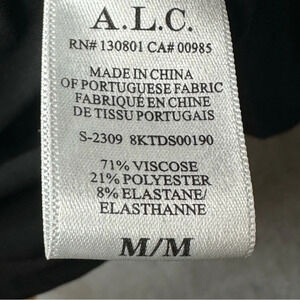 A.L.C.
RN# 130801 CA# 00985
MADE IN CHINA
OF PORTUGUESE FABRIC
FABRIQUÉ EN CHINE
DE TISSU PORTUGAIS
S-2309 8KTDS00190
71% VISCOSE
21% POLYESTER
8% ELASTANE/
ELASTHANNE
M/M